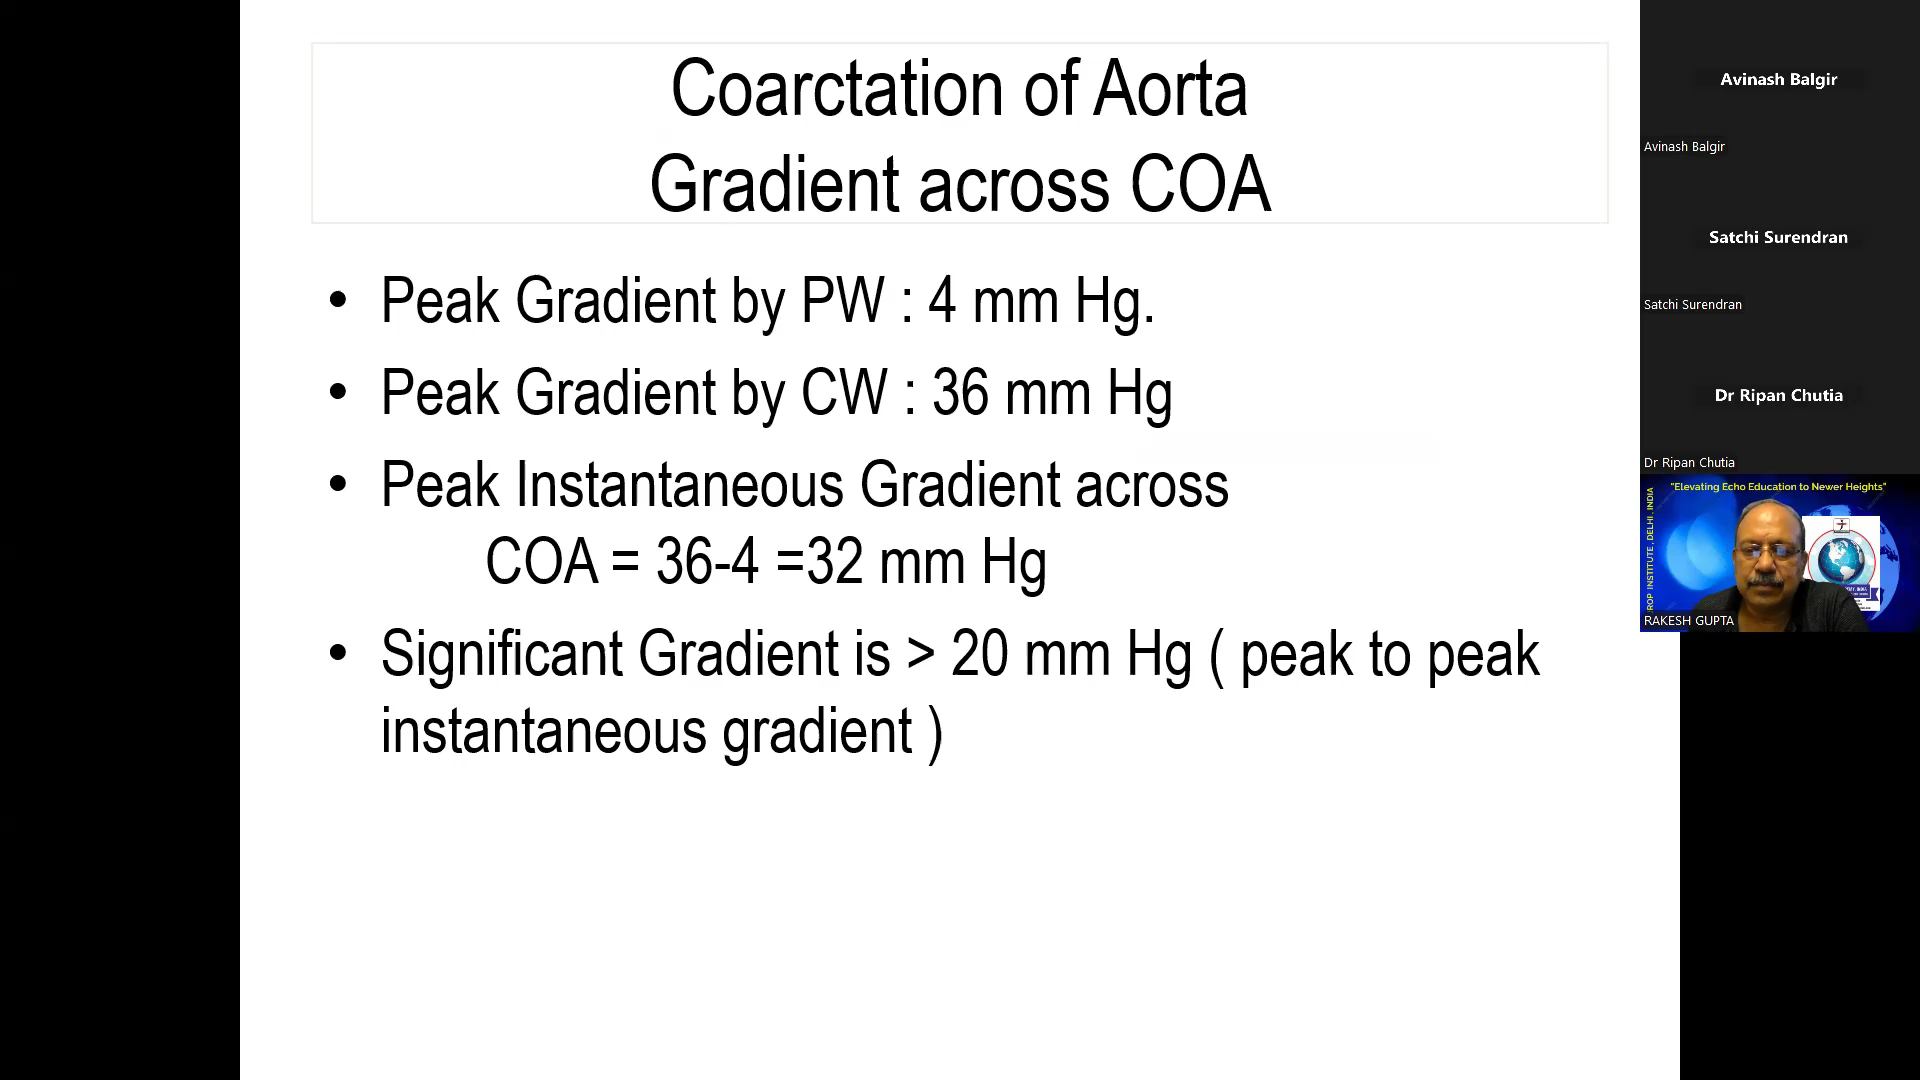 Coarctation of Aorta
Gradient across COA
• Peak Gradient by PW : 4 mm Hg.
• Peak Gradient by CW : 36 mm Hg
• Peak Instantaneous Gradient across
COA = 36-4 =32 mm Hg
• Significant Gradient is > 20 mm Hg ( peak to peak
instantaneous gradient )
Avinash Balgir
Avinash Balgir
Satchi Surendran
Satchi Surendran
Dr Ripan Chutia
Dr Ripan Chutia
"Elevating Echo Education to Newer Heights"
INSTITUTE , DELHI , INDIA
RAKESH GUPTA